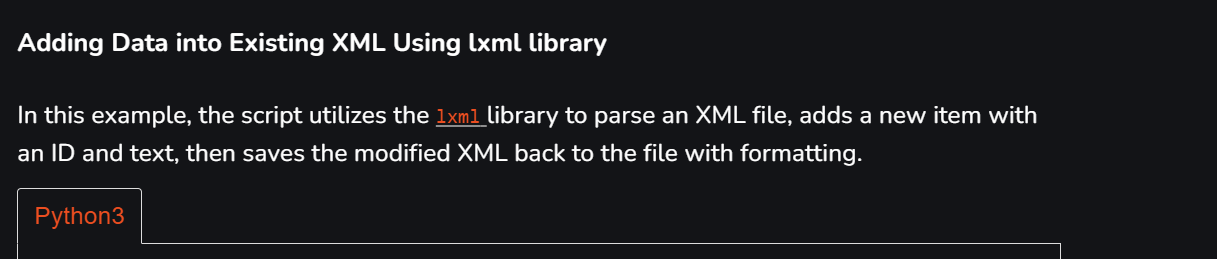 Adding Data into Existing XML Using lxml library
In this example, the script utilizes the lxml library to parse an XML file, adds a new item with
an ID and text, then saves the modified XML back to the file with formatting.
Python3